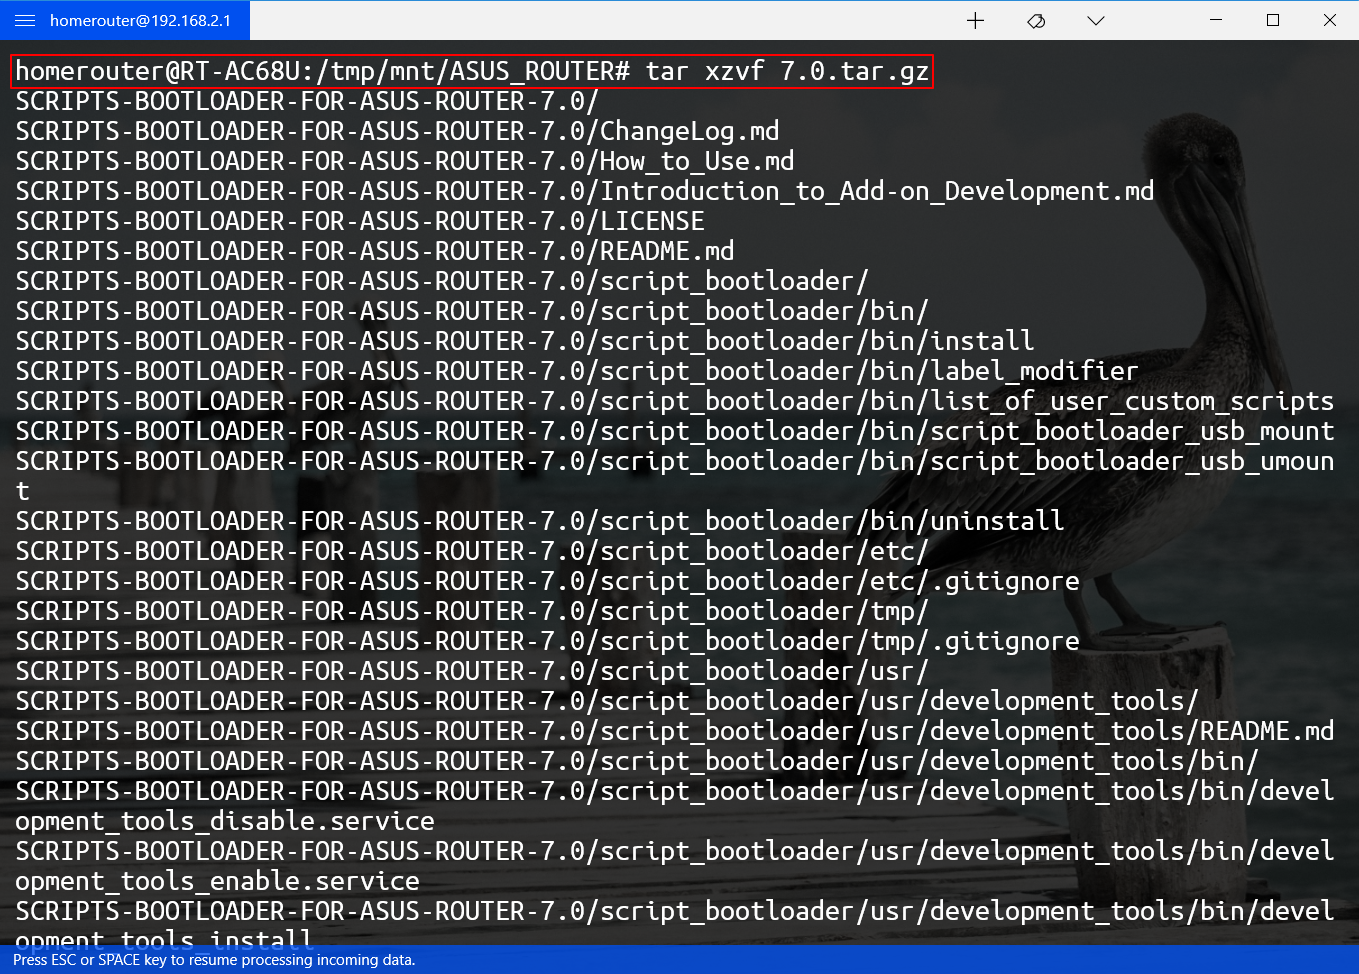 homerouter@192.168.2.1
homerouter@RT-AC68U:/tmp/mnt/ASUS_ROUTER# tar xzvf 7.0.tar.gz
SCRIPTS-BOOTLOADER-FOR-ASUS-ROUTER-7.0/
SCRIPTS-BOOTLOADER-FOR-ASUS-ROUTER-7.0/ChangeLog.md
SCRIPTS-BOOTLOADER-FOR-ASUS-ROUTER-7.0/How_to_Use.md
SCRIPTS-BOOTLOADER-FOR-ASUS-ROUTER-7.0/Introduction_to_Add-on_Development.md
SCRIPTS-BOOTLOADER-FOR-ASUS-ROUTER-7.0/LICENSE
SCRIPTS-BOOTLOADER-FOR-ASUS-ROUTER-7.0/README.md
SCRIPTS-BOOTLOADER-FOR-ASUS-ROUTER-7.0/script_bootloader/
SCRIPTS-BOOTLOADER-FOR-ASUS-ROUTER-7.0/script_bootloader/bin/
SCRIPTS-BOOTLOADER-FOR-ASUS-ROUTER-7.0/script_bootloader/bin/install
SCRIPTS-BOOTLOADER-FOR-ASUS-ROUTER-7.0/script_bootloader/bin/label_modifier
SCRIPTS-BOOTLOADER-FOR-ASUS-ROUTER-7.0/script_bootloader/bin/list_of_user_custom_scripts
SCRIPTS-BOOTLOADER-FOR-ASUS-ROUTER-7.0/script_bootloader/bin/script_bootloader_usb_mount
SCRIPTS-BOOTLOADER-FOR-ASUS-ROUTER-7.0/script_bootloader/bin/script_bootloader_usb_umoun
t
SCRIPTS-BOOTLOADER-FOR-ASUS-ROUTER-7.0/script_bootloader/bin/uninstall
SCRIPTS-BOOTLOADER-FOR-ASUS-ROUTER-7.0/script_bootloader/etc/
SCRIPTS-BOOTLOADER-FOR-ASUS-ROUTER-7.0/script_bootloader/etc/.gitignore
SCRIPTS-BOOTLOADER-FOR-ASUS-ROUTER-7.0/script_bootloader/tmp/
SCRIPTS-BOOTLOADER-FOR-ASUS-ROUTER-7.0/script_bootloader/tmp/.gitignore
SCRIPTS-BOOTLOADER-FOR-ASUS-ROUTER-7.0/script_bootloader/usr/
SCRIPTS-BOOTLOADER-FOR-ASUS-ROUTER-7.0/script_bootloader/usr/development_tools/
SCRIPTS-BOOTLOADER-FOR-ASUS-ROUTER-7.0/script_bootloader/usr/development_tools/README.md
SCRIPTS-BOOTLOADER-FOR-ASUS-ROUTER-7.0/script_bootloader/usr/development_tools/bin/
SCRIPTS-BOOTLOADER-FOR-ASUS-ROUTER-7.0/script_bootloader/usr/development_tools/bin/devel
opment_tools_disable.service
SCRIPTS-BOOTLOADER-FOR-ASUS-ROUTER-7.0/script_bootloader/usr/development_tools/bin/devel
opment_tools_enable.service
SCRIPTS-BOOTLOADER-FOR-ASUS-ROUTER-7.0/script_bootloader/usr/development_tools/bin/devel
opment_tools_install
Press ESC or SPACE key to resume processing incoming data.